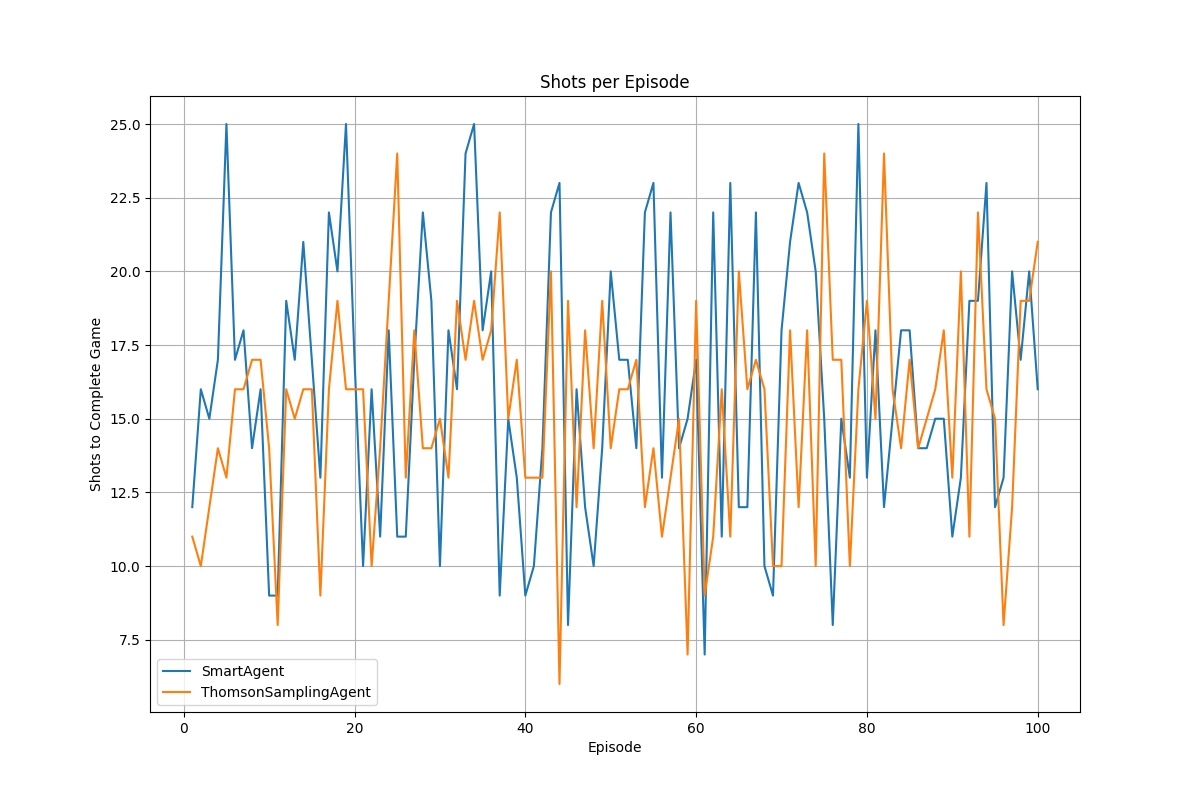 Shots per Episode
Shots to Complete Game
25.0
22.5
20.0
17.5
15.0
12.5
10.0
7.5
SmartAgent
ThomsonSamplingAgent
0 20 40 60 80 100
Episode